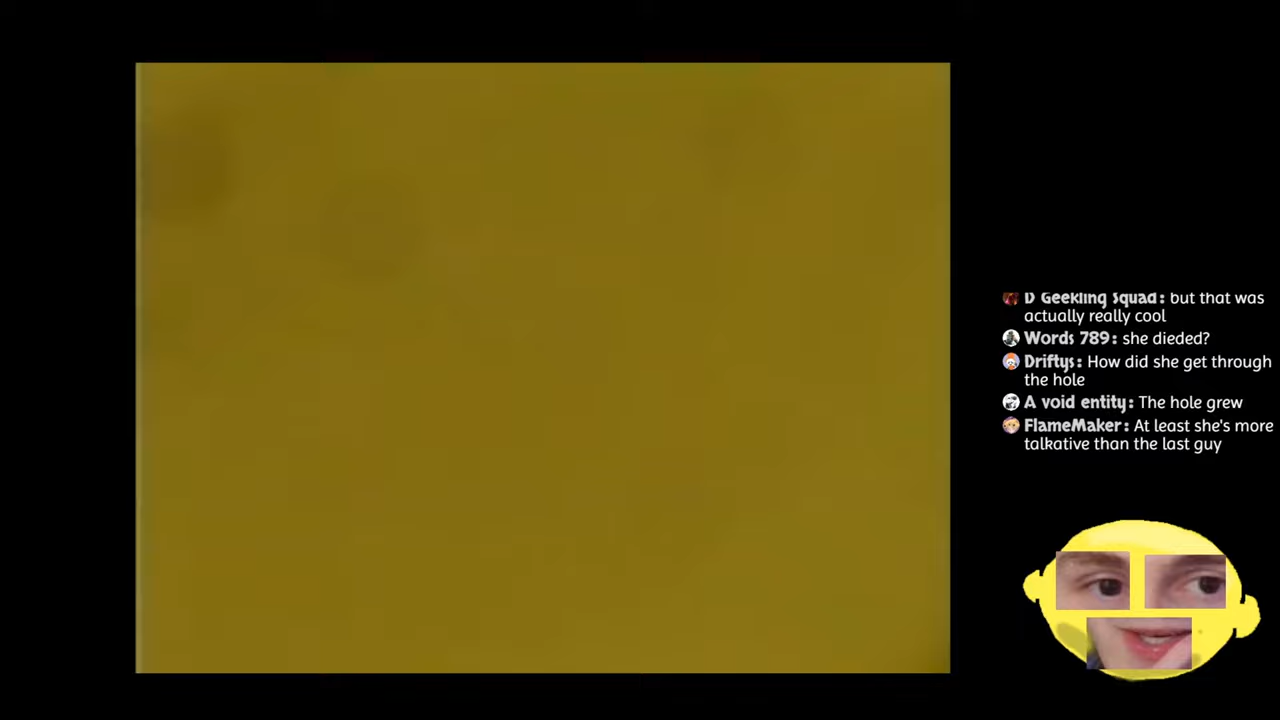 D Geekling Squad: but that was
actually really cool
Words 789: she dieded?
Driftys: How did she get through
the hole
A void entity: The hole grew
FlameMaker: At least she's more
talkative than the last guy